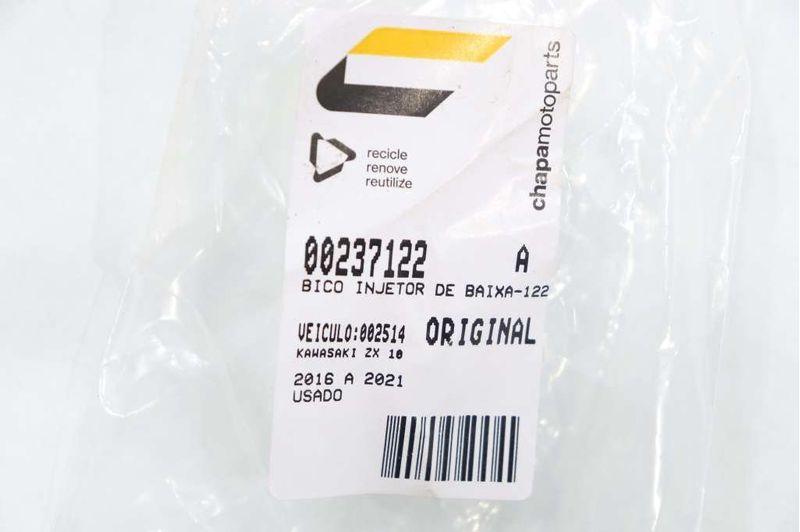 chapamotoparts
recicle
renove
reutilize
00237122 A
BICO INJETOR DE BAIXA-122
VEICULO:002514 ORIGINAL
KAWASAKI ZX 10
2016 A 2021
USADO